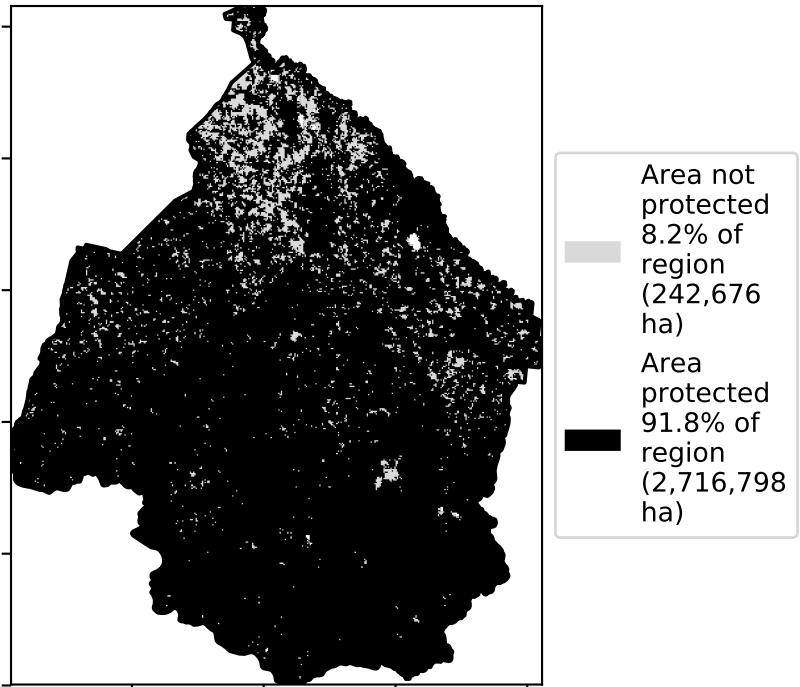 Area not
protected
8.2% of
region
(242,676
ha)
Area
protected
91.8% of
region
(2,716,798
ha)